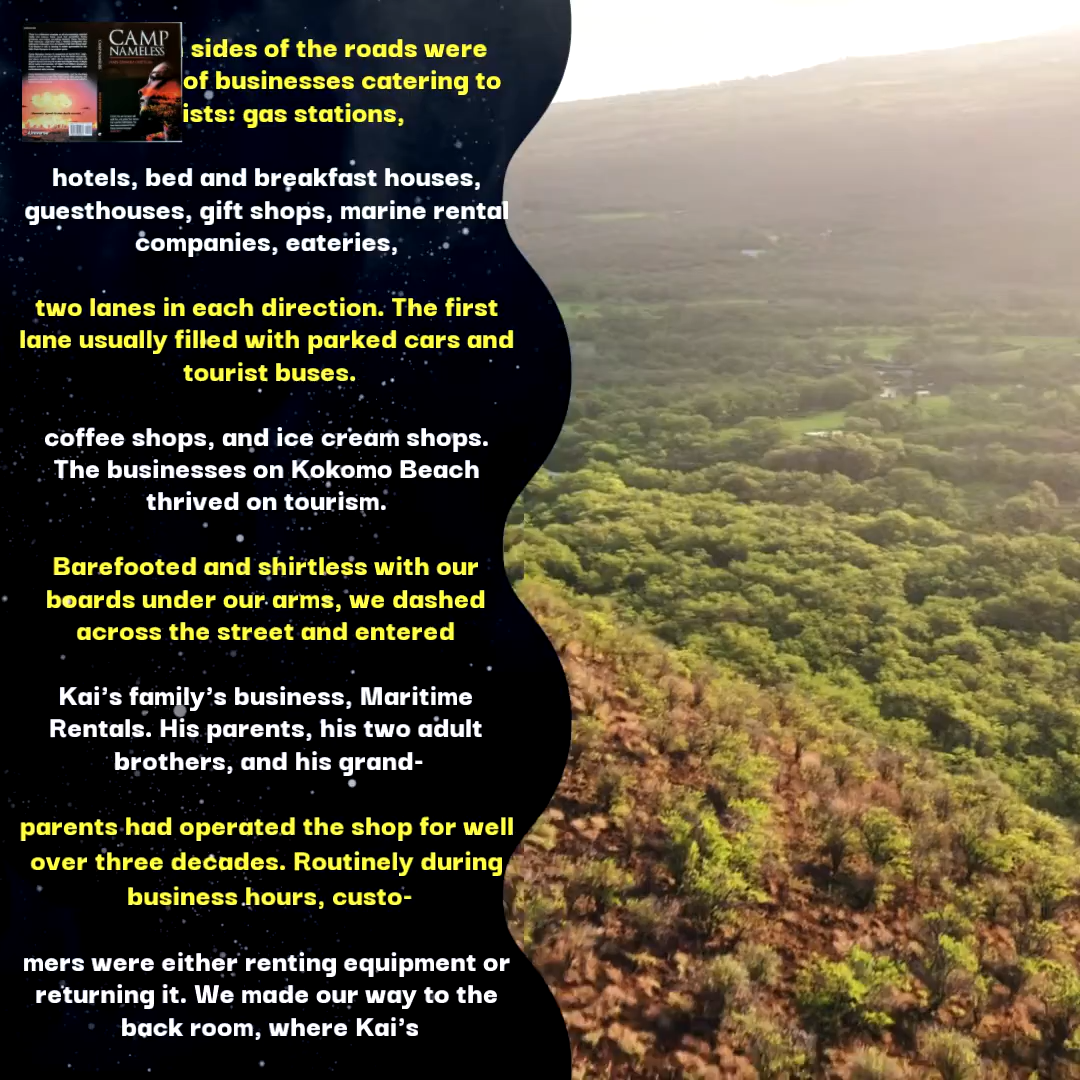 CAMP
NAMELESS
sides of the roads were
of businesses catering to
ists: gas stations,
hotels, bed and breakfast houses,
guesthouses, gift shops, marine rental
companies, eateries,
two lanes in each direction. The first
lane usually filled with parked cars and
tourist buses.
coffee shops, and ice cream shops.
The businesses on Kokomo Beach
thrived on tourism.
Barefooted and shirtless with our
boards under our arms, we dashed
across the street and entered
Kai’s family’s business, Maritime
Rentals. His parents, his two adult
brothers, and his grand-
parents had operated the shop for well
over three decades. Routinely during
business hours, custo-
mers were either renting equipment or
returning it. We made our way to the
back room, where Kai’s